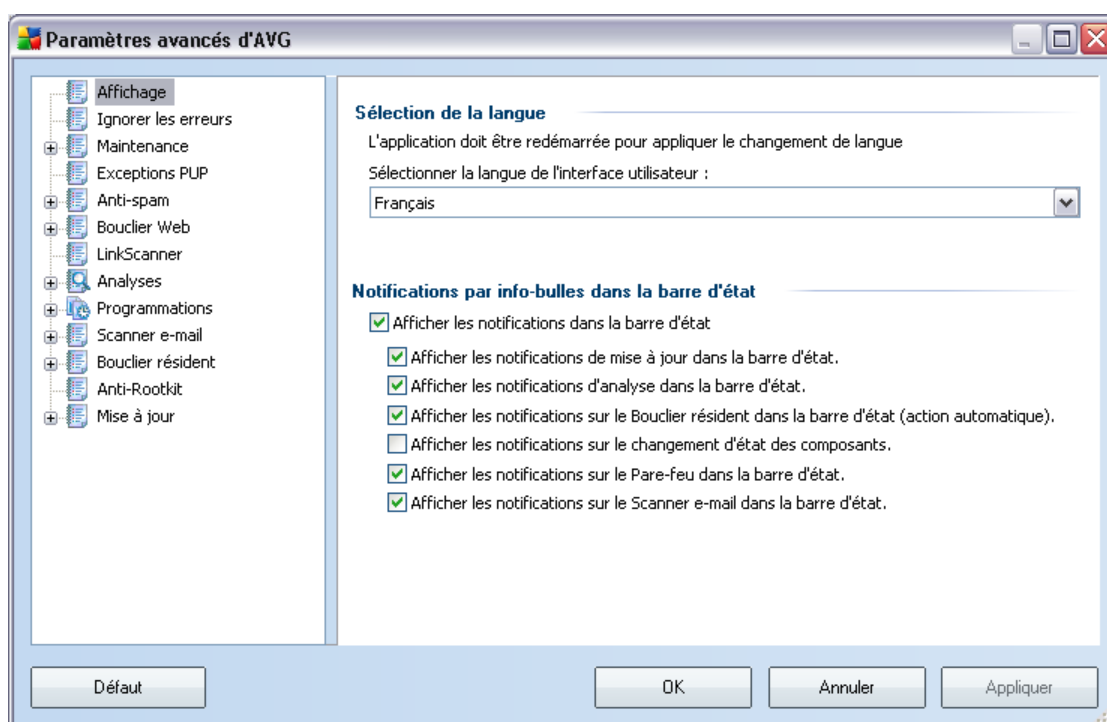 Paramètres avancés d'AVG
Affichage
Ignorer les erreurs
Maintenance
Exceptions PUP
Anti-spam
Bouclier Web
LinkScanner
Analyses
Programmations
Scanner e-mail
Bouclier résident
Anti-Rootkit
Mise à jour
Sélection de la langue
L'application doit être redémarrée pour appliquer le changement de langue
Sélectionner la langue de l'interface utilisateur :
Français
Notifications par info-bulles dans la barre d'état
Afficher les notifications dans la barre d'état
Afficher les notifications de mise à jour dans la barre d'état.
Afficher les notifications d'analyse dans la barre d'état.
Afficher les notifications sur le Bouclier résident dans la barre d'état (action automatique).
Afficher les notifications sur le changement d'état des composants.
Afficher les notifications sur le Pare-feu dans la barre d'état.
Afficher les notifications sur le Scanner e-mail dans la barre d'état.
Défaut
OK
Annuler
Appliquer